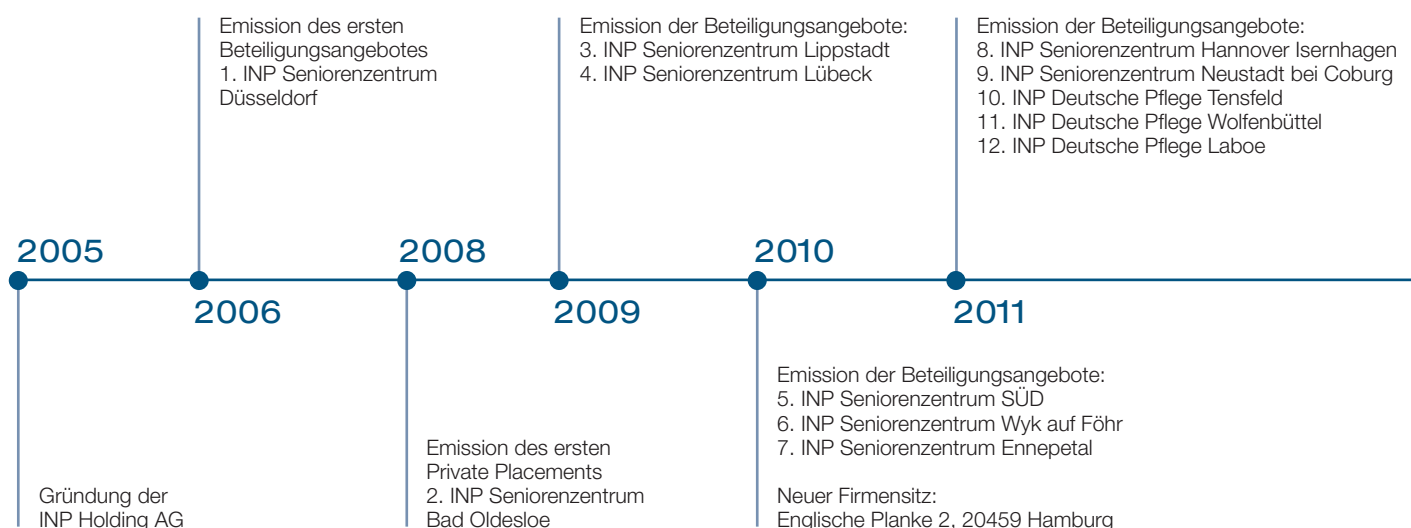 Emission des ersten
Beteiligungsangebotes
1. INP Seniorenzentrum
Düsseldorf
Emission der Beteiligungsangebote:
3. INP Seniorenzentrum Lippstadt
4. INP Seniorenzentrum Lübeck
Emission der Beteiligungsangebote:
8. INP Seniorenzentrum Hannover Isernhagen
9. INP Seniorenzentrum Neustadt bei Coburg
10. INP Deutsche Pflege Tensfeld
11. INP Deutsche Pflege Wolfenbüttel
12. INP Deutsche Pflege Laboe
2005
2008
2010
2006
2009
2011
Gründung der
INP Holding AG
Emission des ersten
Private Placements
2. INP Seniorenzentrum
Bad Oldesloe
Emission der Beteiligungsangebote:
5. INP Seniorenzentrum SÜD
6. INP Seniorenzentrum Wyk auf Föhr
7. INP Seniorenzentrum Ennepetal
Neuer Firmensitz:
Englische Planke 2, 20459 Hamburg